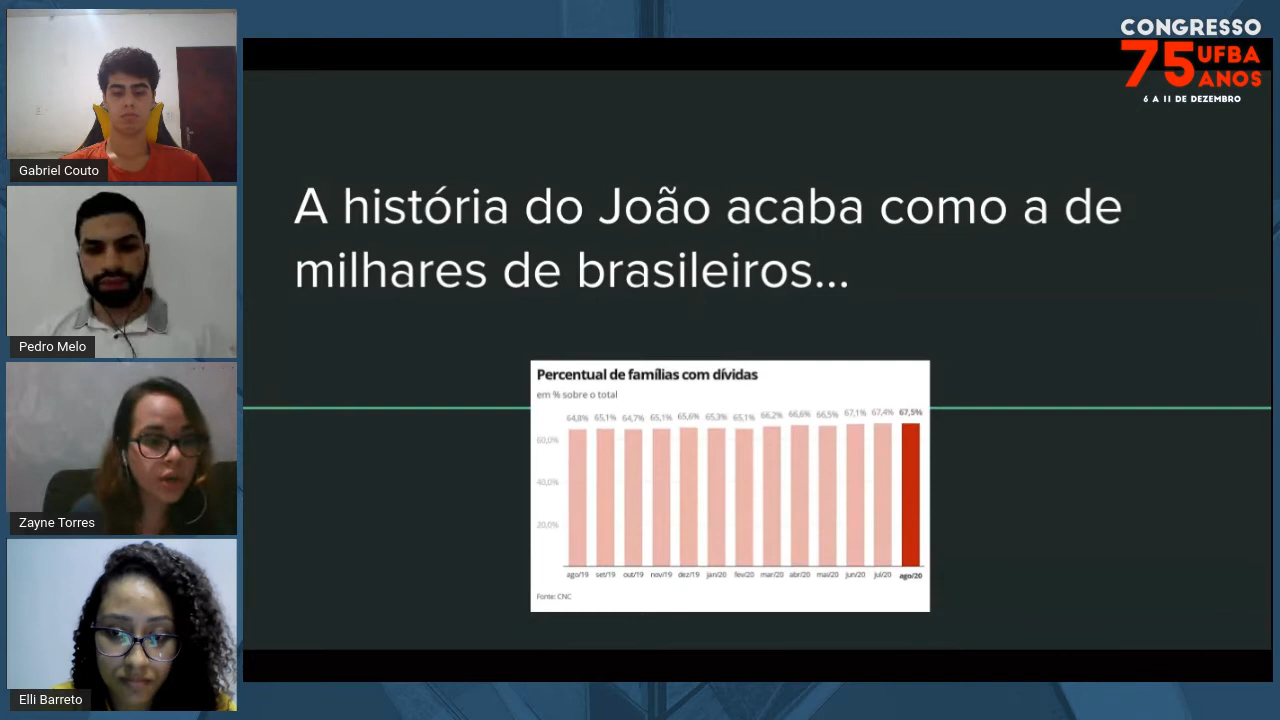 CONGRESSO
75 UFBA
ANOS
6 A 11 DE DEZEMBRO
Gabriel Couto
Pedro Melo
Zayne Torres
Elli Barreto
A história do João acaba como a de
milhares de brasileiros...
Percentual de famílias com dívidas
em % sobre o total
64,8% 65,1% 64,7% 65,1% 65,6% 65,3% 65,1% 66,2% 66,6% 66,5% 67,1% 67,4% 67,5%
60,0%
40,0%
20,0%
ago/19 set/19 out/19 nov/19 dez/19 jan/20 fev/20 mar/20 abr/20 mai/20 jun/20 jul/20 ago/20
Fonte: CNC